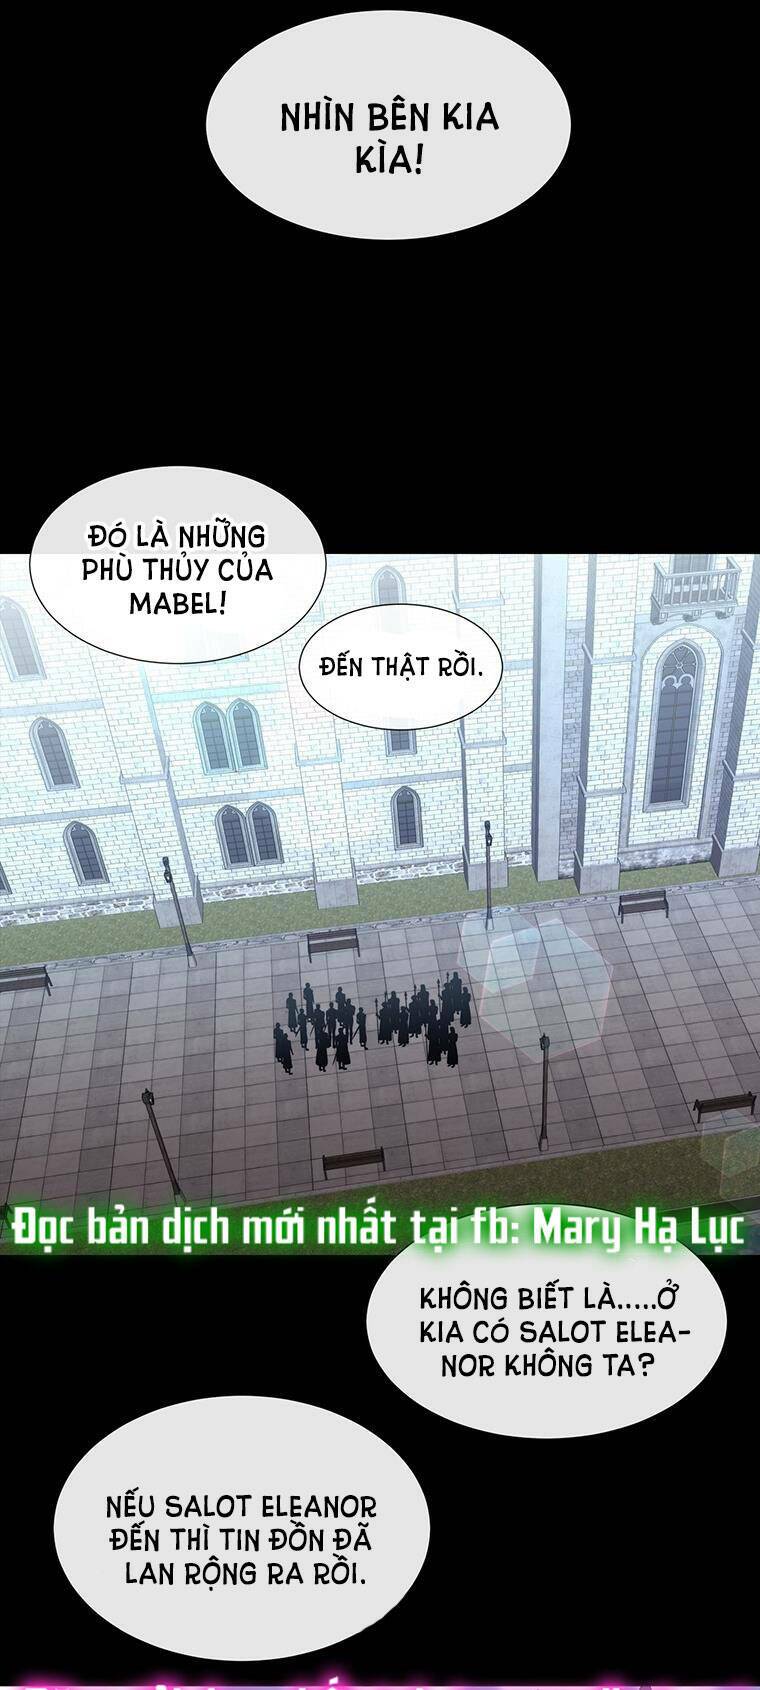 NHÌN BÊN KIA
KÌA!
ĐÓ LÀ NHỮNG
PHÙ THỦY CỦA
MABEL!
ĐẾN THẬT RỒI.
Đọc bản dịch mới nhất tại fb: Mary Hạ Lục
KHÔNG BIẾT LÀ.....Ở
KIA CÓ SALOT ELEA-
NOR KHÔNG TA?
NẾU SALOT ELEANOR
ĐẾN THÌ TIN ĐỒN ĐÃ
LAN RỘNG RA RỒI.